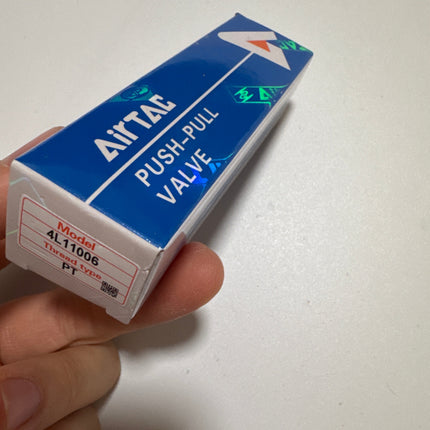 AirTAC
PUSH-PULL
VALVE
Model
4L11006
Thread type
PT